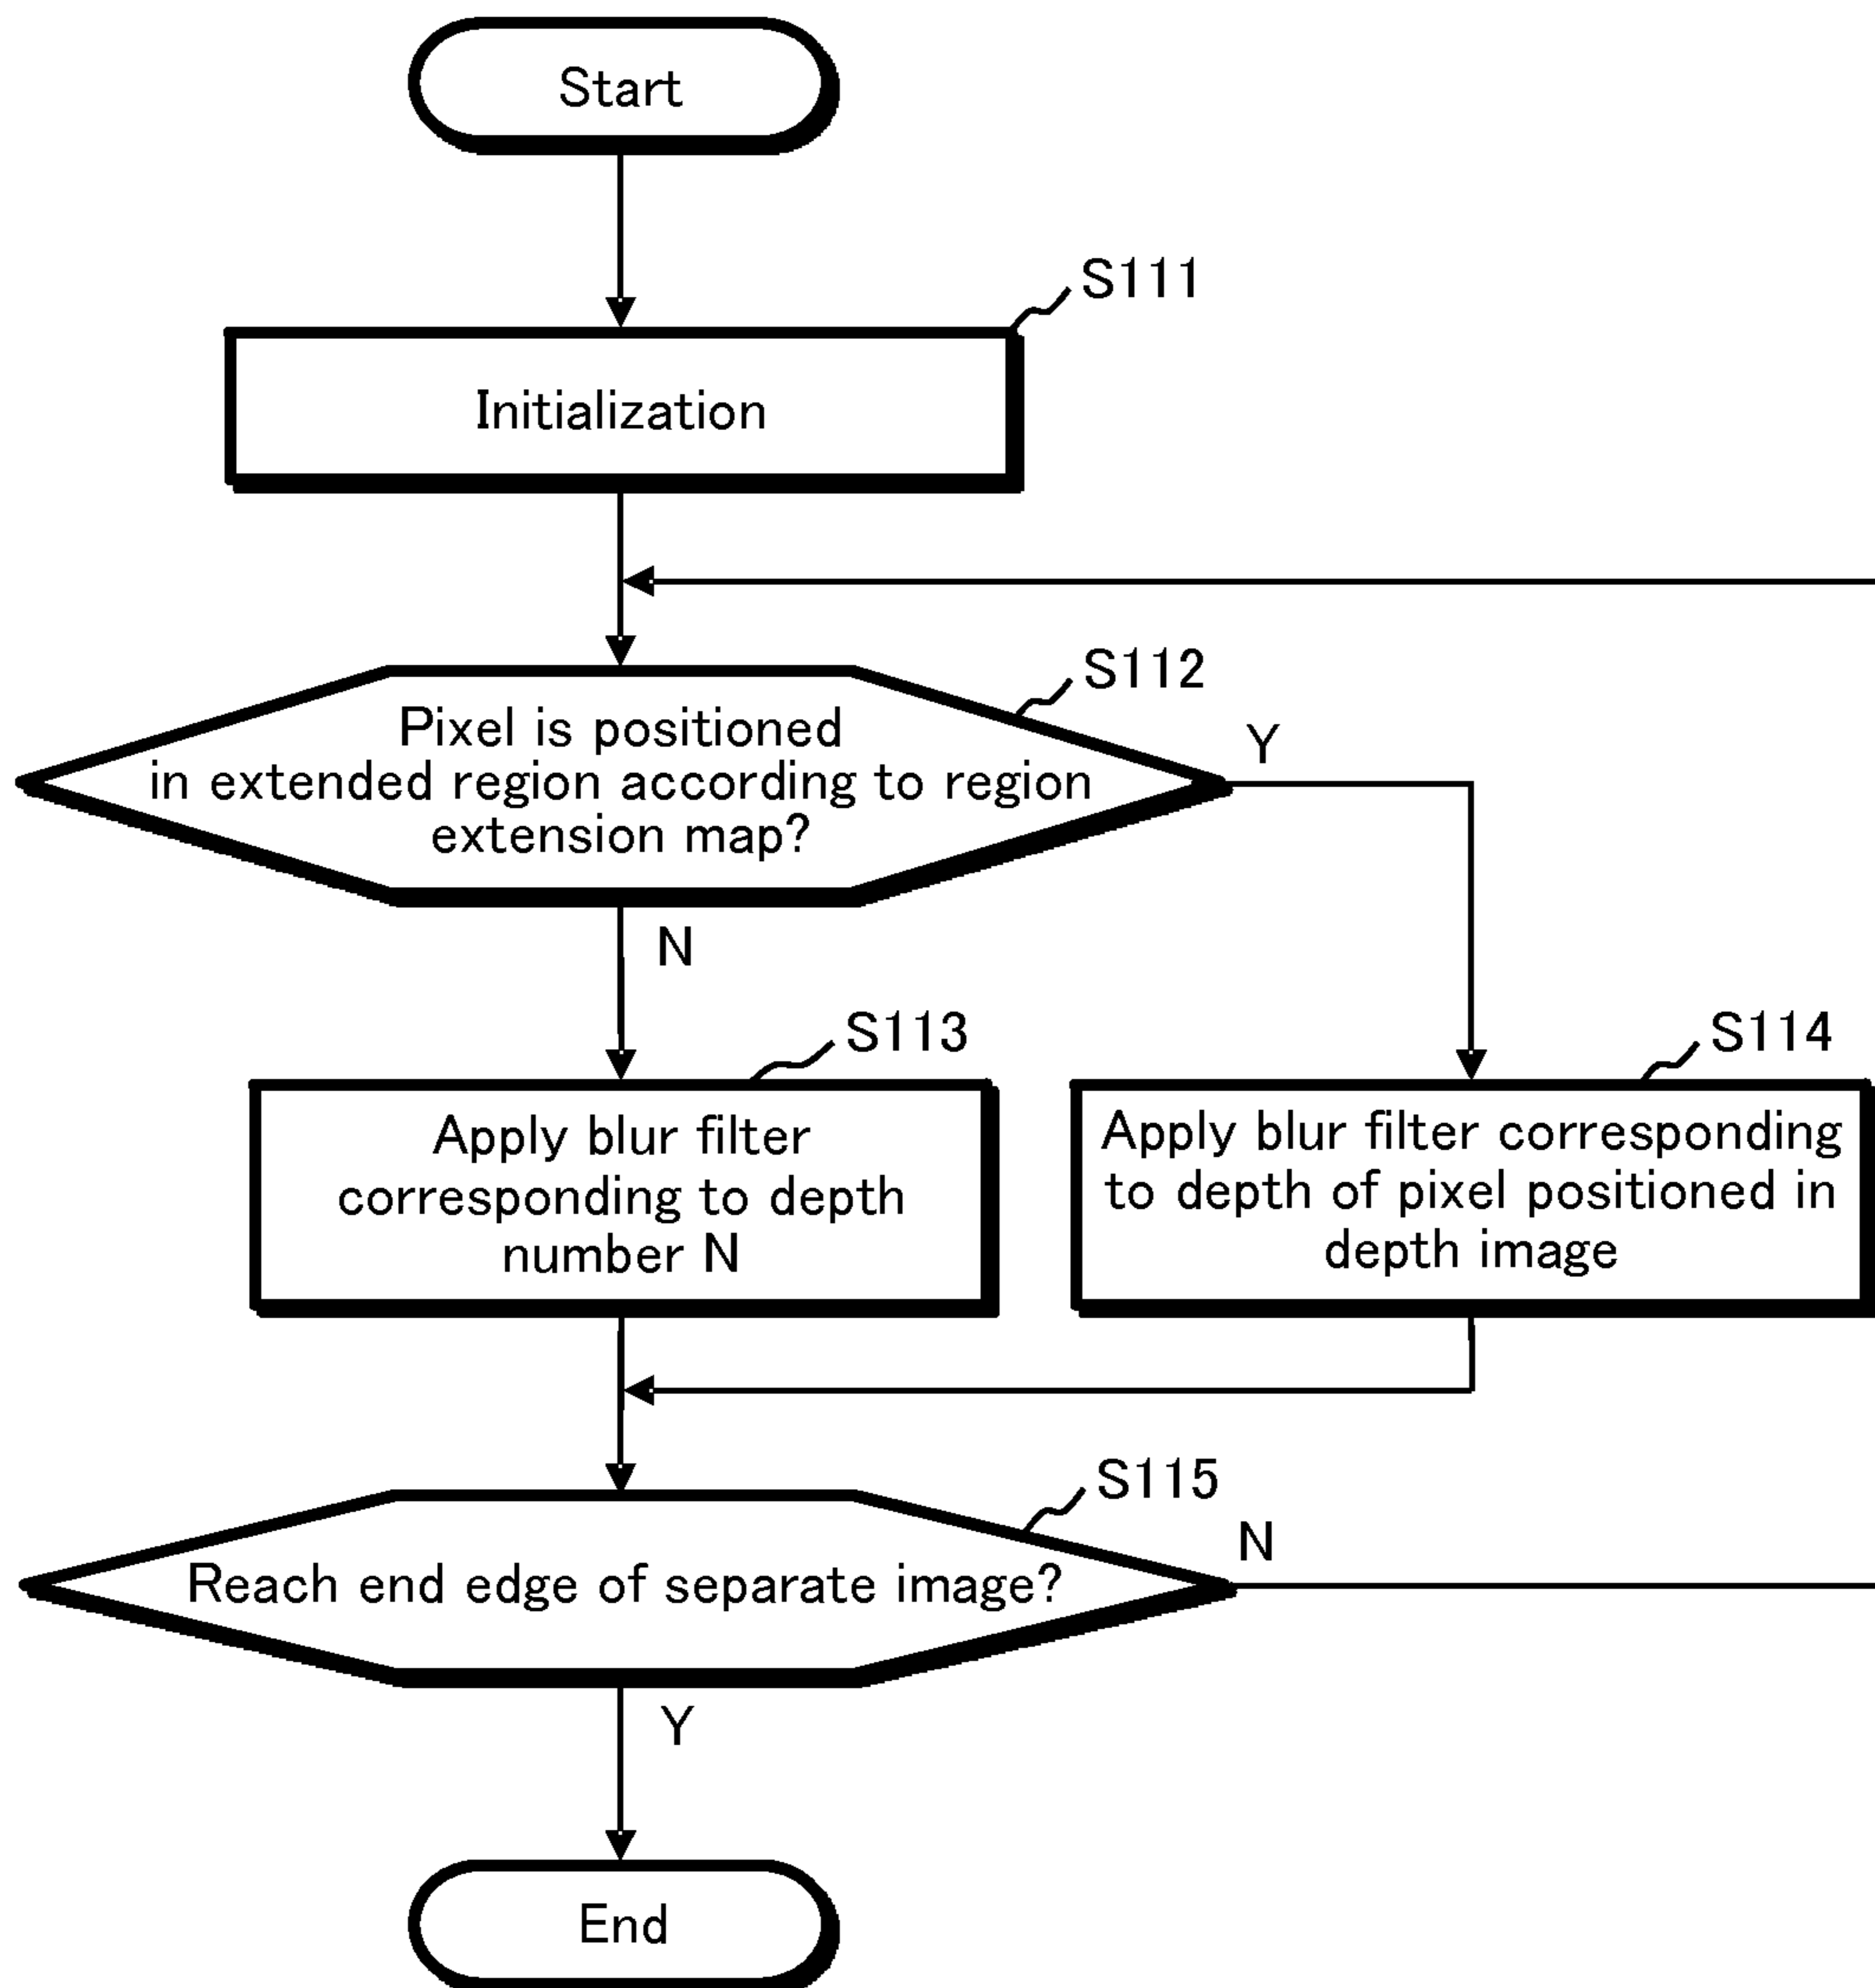 Start
S111
Initialization
S112
Pixel is positioned
in extended region according to region
extension map?
Y
N
S113
Apply blur filter
corresponding to depth
number N
S114
Apply blur filter corresponding
to depth of pixel positioned in
depth image
S115
Reach end edge of separate image?
N
Y
End